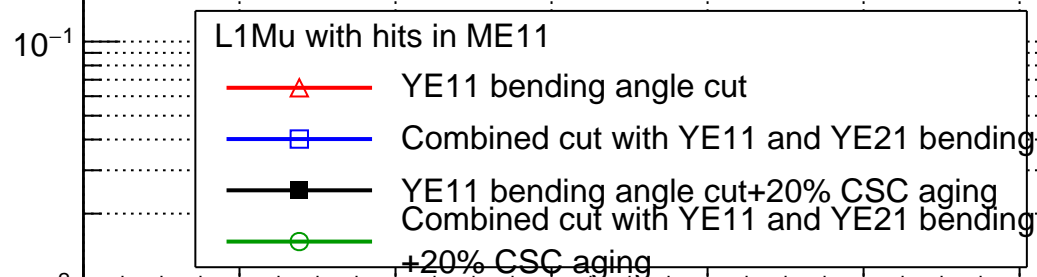 10⁻¹
L1Mu with hits in ME11
YE11 bending angle cut
Combined cut with YE11 and YE21 bending
YE11 bending angle cut+20% CSC aging
Combined cut with YE11 and YE21 bending
+20% CSC aging